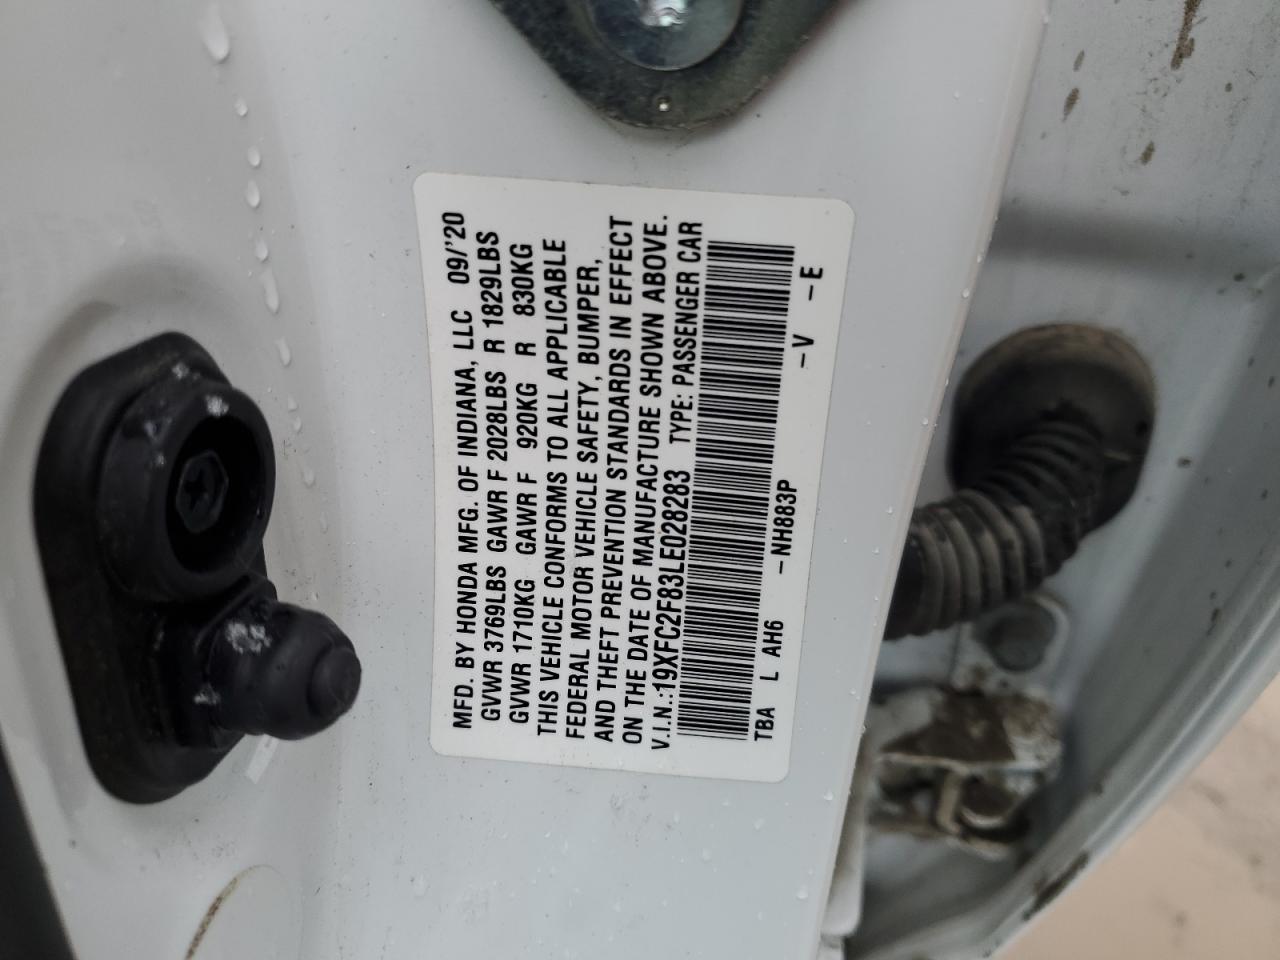 MFD. BY HONDA MFG. OF INDIANA, LLC 09/'20
GVWR 3769LBS GAWR F 2028LBS R 1829LBS
GVWR 1710KG GAWR F 920KG R 830KG
THIS VEHICLE CONFORMS TO ALL APPLICABLE
FEDERAL MOTOR VEHICLE SAFETY, BUMPER,
AND THEFT PREVENTION STANDARDS IN EFFECT
ON THE DATE OF MANUFACTURE SHOWN ABOVE.
V.I.N.:19XFC2F83LE028283 TYPE: PASSENGER CAR
TBA L AH6 -NH883P -V -E